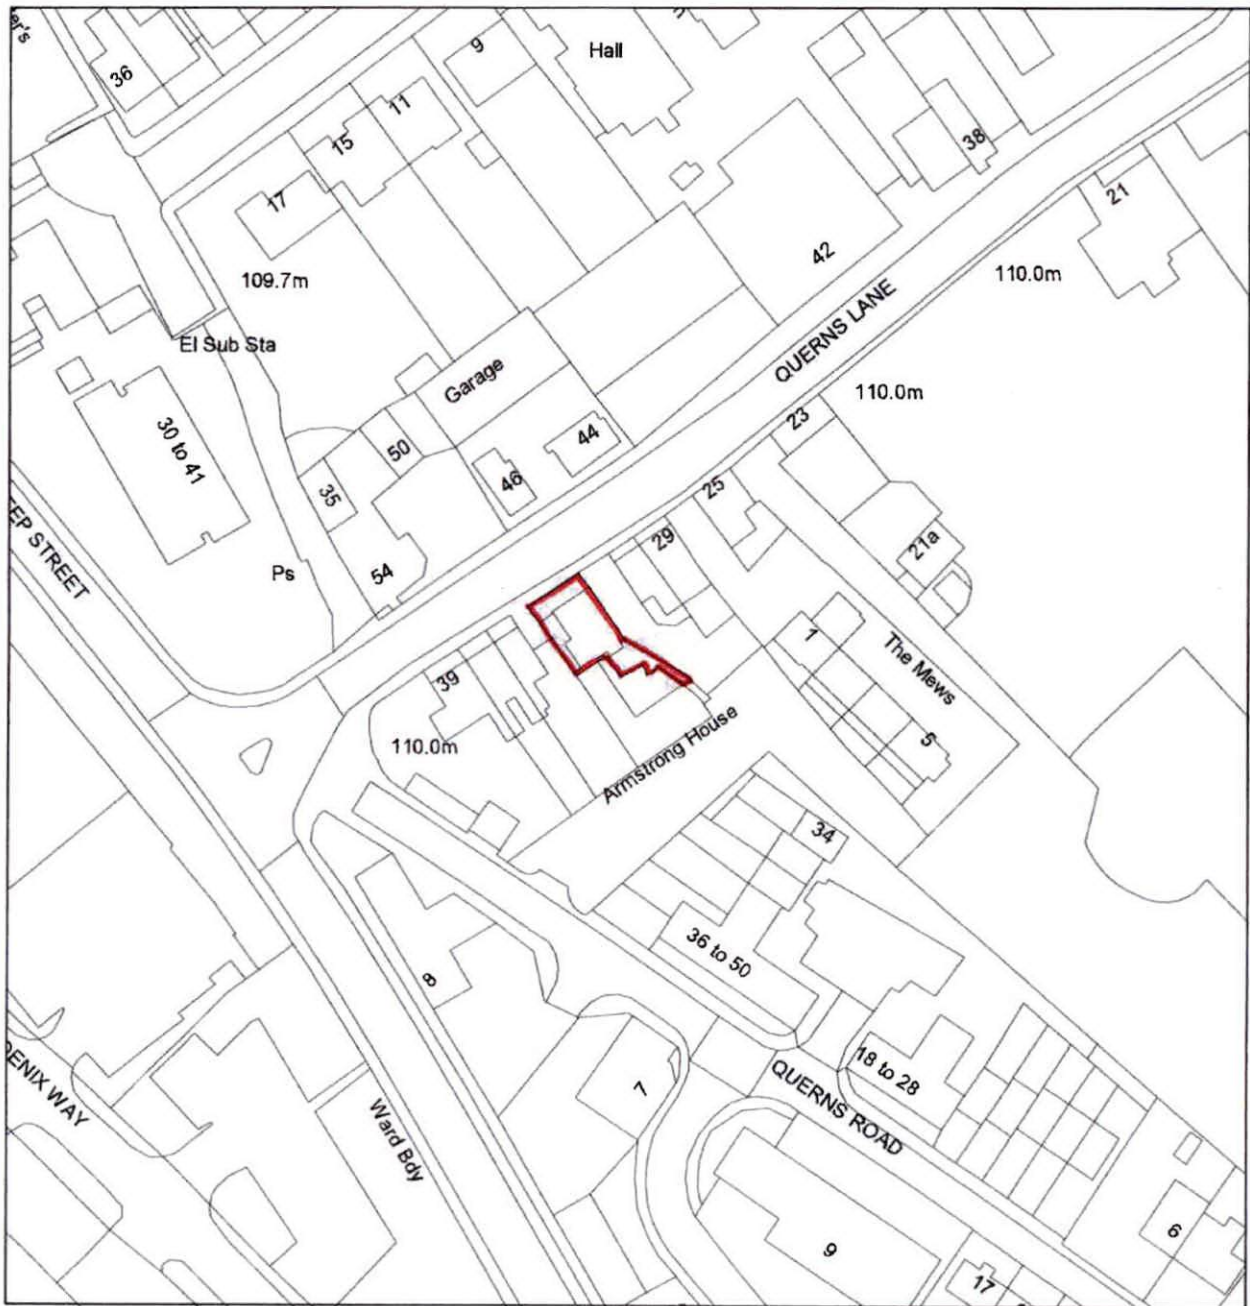 36
9
Hall
11
15
38
17
21
42
109.7m
110.0m
QUERNS LANE
El Sub Sta
Garage
110.0m
23
44
50
30 to 41
46
35
25
29
21a
54
Ps
1
The Mews
39
5
110.0m
Armstrong House
34
36 to 50
8
18 to 28
7
QUERNS ROAD
Ward Bdy
6
9
17